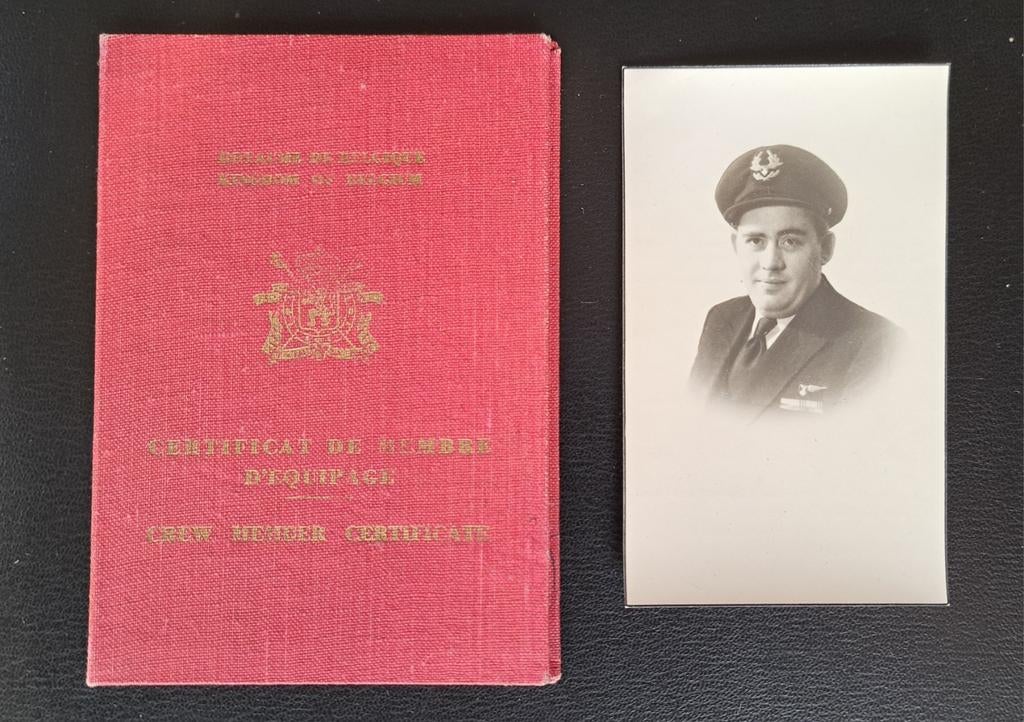 ROYAUME DE BELGIQUE
KINGDOM OF BELGIUM
CERTIFICAT DE MEMBRE
D'EQUIPAGE
CREW MEMBER CERTIFICATE